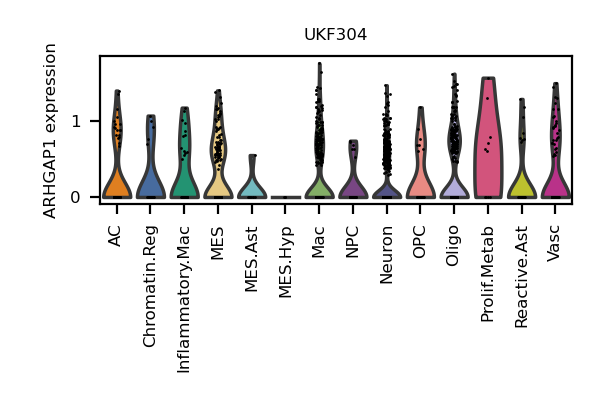 UKF304
ARHGAP1 expression
1
0
AC
Chromatin.Reg
Inflammatory.Mac
MES
MES.Ast
MES.Hyp
Mac
NPC
Neuron
OPC
Oligo
Prolif.Metab
Reactive.Ast
Vasc